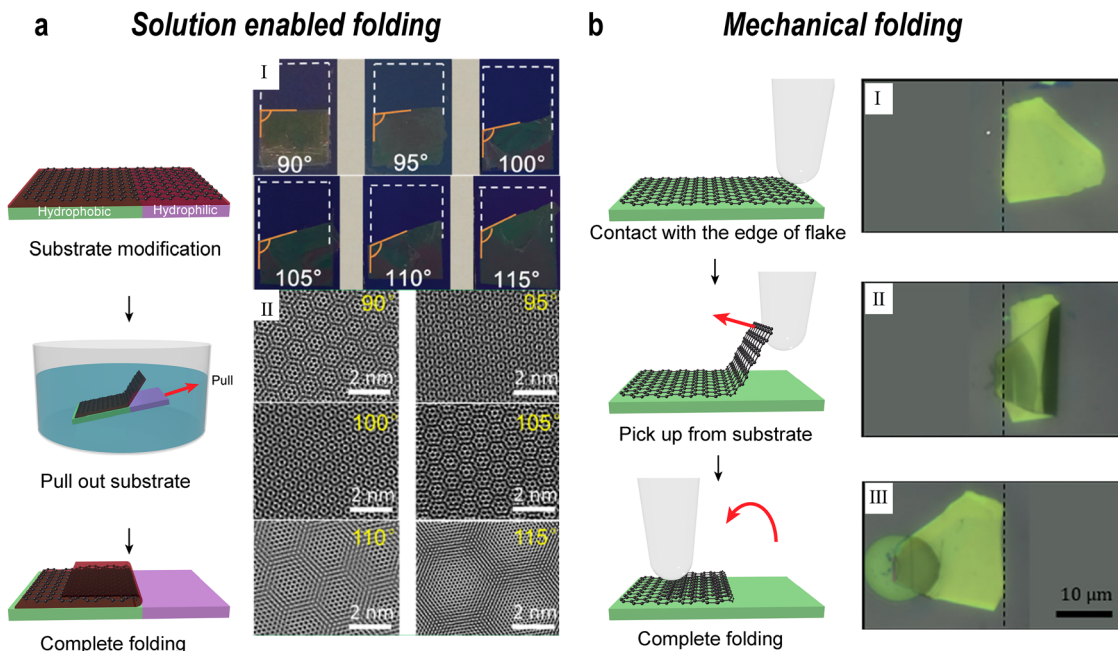 a Solution enabled folding
Hydrophobic Hydrophilic
Substrate modification
Pull
Pull out substrate
Complete folding
I
90° 95° 100°
105° 110° 115°
II
90° 95°
2 nm 2 nm
100° 105°
2 nm 2 nm
110° 115°
2 nm 2 nm
b Mechanical folding
Contact with the edge of flake
Pick up from substrate
Complete folding
I
II
III
10 μm